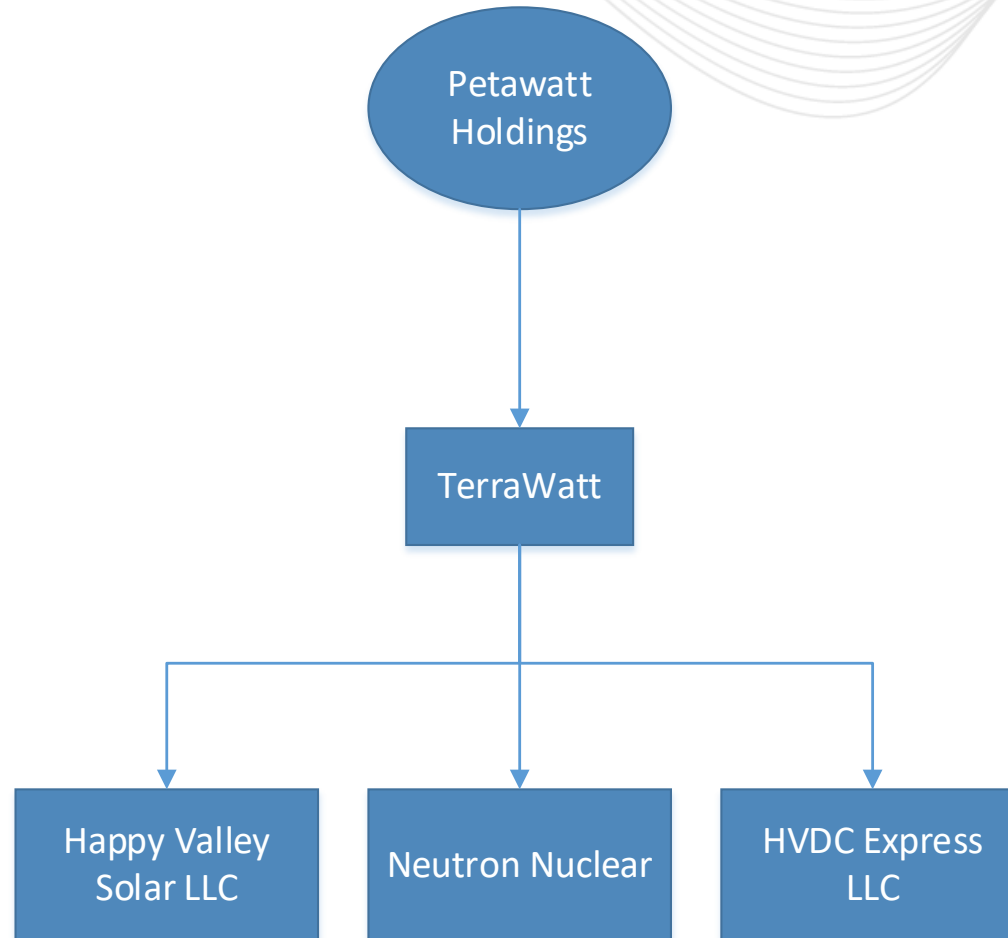 Petawatt
Holdings
TerraWatt
Happy Valley
Solar LLC
Neutron Nuclear
HVDC Express
LLC